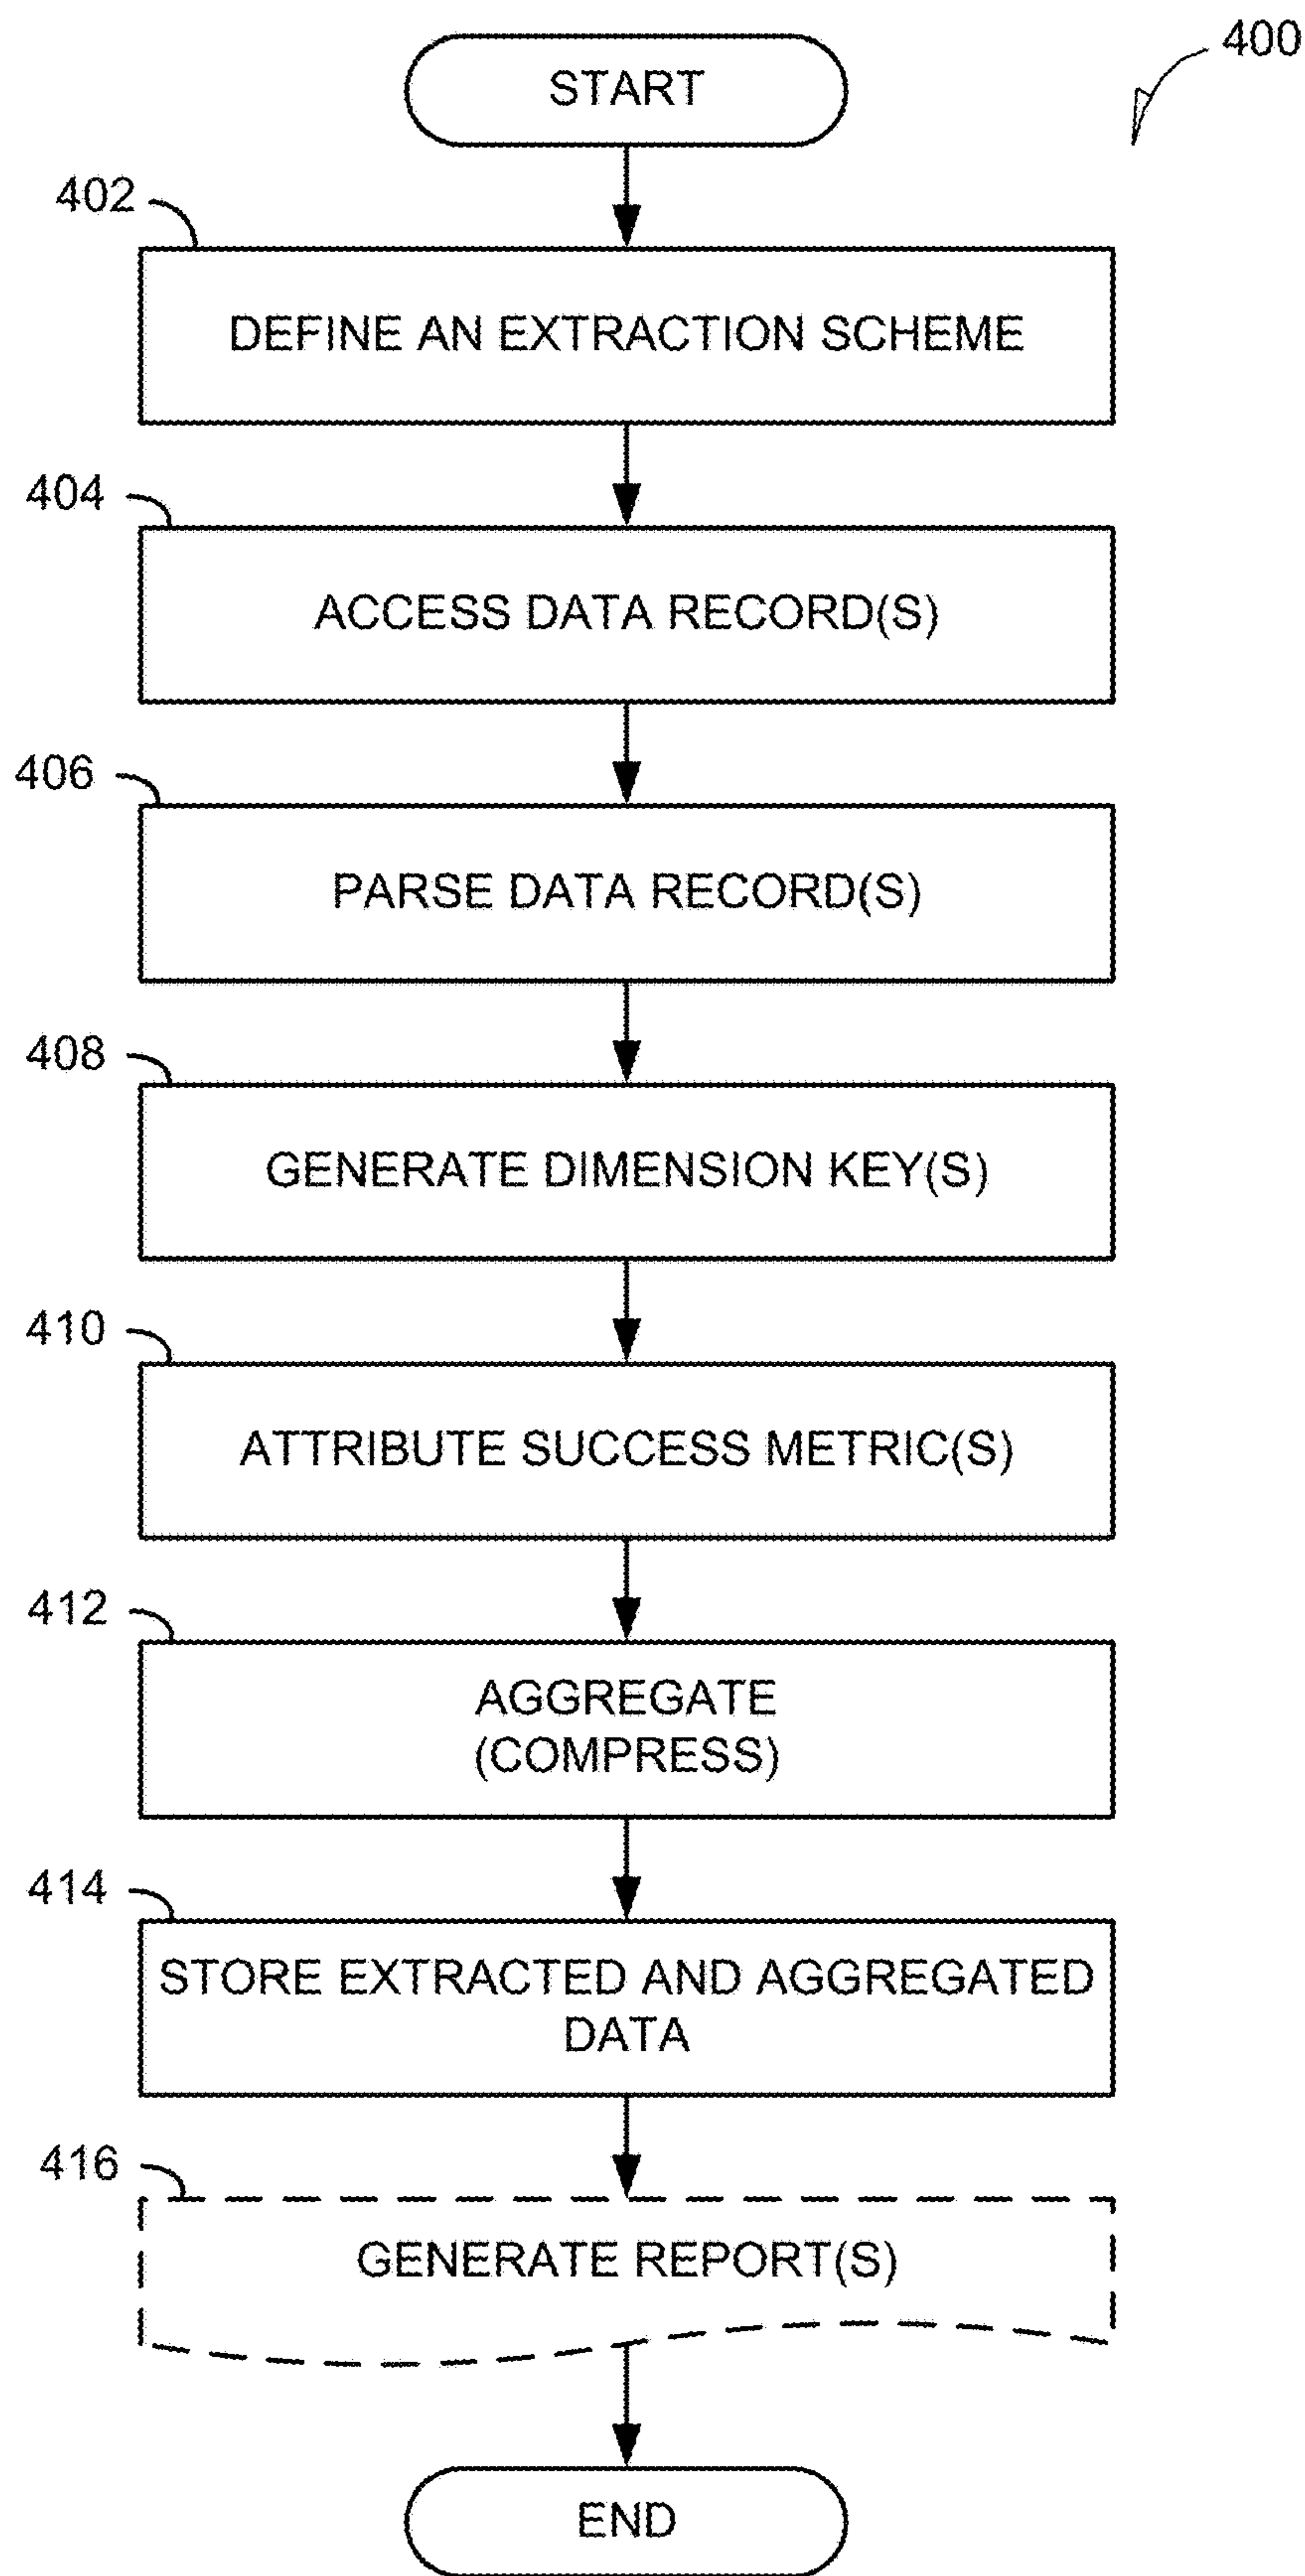 400
START
402
DEFINE AN EXTRACTION SCHEME
404
ACCESS DATA RECORD(S)
406
PARSE DATA RECORD(S)
408
GENERATE DIMENSION KEY(S)
410
ATTRIBUTE SUCCESS METRIC(S)
412
AGGREGATE
(COMPRESS)
414
STORE EXTRACTED AND AGGREGATED
DATA
416
GENERATE REPORT(S)
END